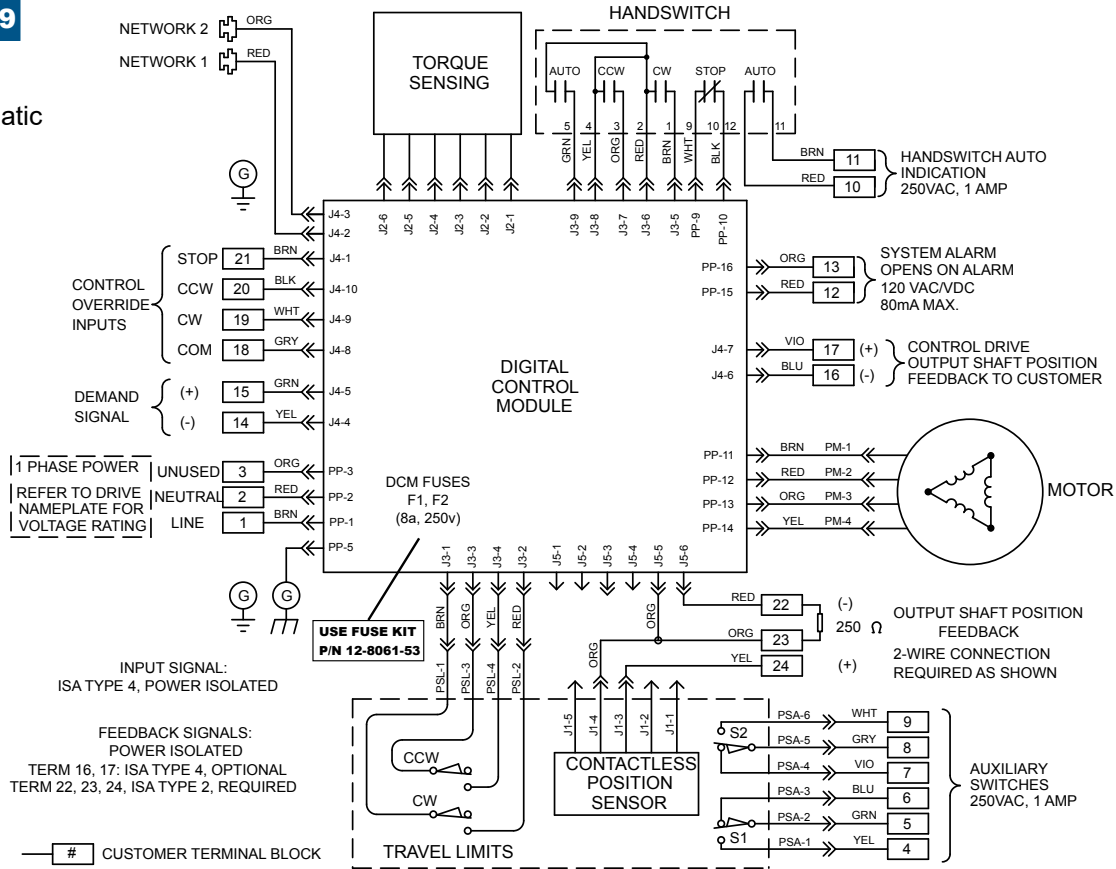 9
atic
NETWORK 2
ORG
NETWORK 1
RED
TORQUE
SENSING
HANDSWITCH
AUTO
CCW
CW
STOP
AUTO
5
4
3
2
1
9
10
12
11
GRN
YEL
ORG
RED
BRN
WHT
BLK
BRN
11
RED
10
HANDSWITCH AUTO
INDICATION
250VAC, 1 AMP
G
J4-3
J4-2
J2-6
J2-5
J2-4
J2-3
J2-2
J2-1
J3-9
J3-8
J3-7
J3-6
J3-5
PP-9
PP-10
CONTROL
OVERRIDE
INPUTS
STOP
21
BRN
J4-1
CCW
20
BLK
J4-10
CW
19
WHT
J4-9
COM
18
GRY
J4-8
DEMAND
SIGNAL
(+)
15
GRN
J4-5
(-)
14
YEL
J4-4
1 PHASE POWER
REFER TO DRIVE
NAMEPLATE FOR
VOLTAGE RATING
UNUSED
3
ORG
PP-3
NEUTRAL
2
RED
PP-2
LINE
1
BRN
PP-1
PP-5
G
G
DIGITAL
CONTROL
MODULE
DCM FUSES
F1, F2
(8a, 250v)
USE FUSE KIT
P/N 12-8061-53
PP-16
ORG
13
PP-15
RED
12
SYSTEM ALARM
OPENS ON ALARM
120 VAC/VDC
80mA MAX.
J4-7
VIO
17
(+)
J4-6
BLU
16
(-)
CONTROL DRIVE
OUTPUT SHAFT POSITION
FEEDBACK TO CUSTOMER
PP-11
BRN
PM-1
PP-12
RED
PM-2
PP-13
ORG
PM-3
PP-14
YEL
PM-4
MOTOR
J3-1
J3-3
J3-4
J3-2
J5-1
J5-2
J5-3
J5-4
J5-5
J5-6
BRN
ORG
YEL
RED
PSL-1
PSL-3
PSL-4
PSL-2
ORG
ORG
RED
22
(-)
250 Ω
ORG
23
YEL
24
(+)
OUTPUT SHAFT POSITION
FEEDBACK
2-WIRE CONNECTION
REQUIRED AS SHOWN
INPUT SIGNAL:
ISA TYPE 4, POWER ISOLATED
FEEDBACK SIGNALS:
POWER ISOLATED
TERM 16, 17: ISA TYPE 4, OPTIONAL
TERM 22, 23, 24, ISA TYPE 2, REQUIRED
# CUSTOMER TERMINAL BLOCK
CCW
CW
TRAVEL LIMITS
J1-5
J1-4
J1-3
J1-2
J1-1
CONTACTLESS
POSITION
SENSOR
S2
S1
PSA-6
WHT
9
PSA-5
GRY
8
PSA-4
VIO
7
PSA-3
BLU
6
PSA-2
GRN
5
PSA-1
YEL
4
AUXILIARY
SWITCHES
250VAC, 1 AMP